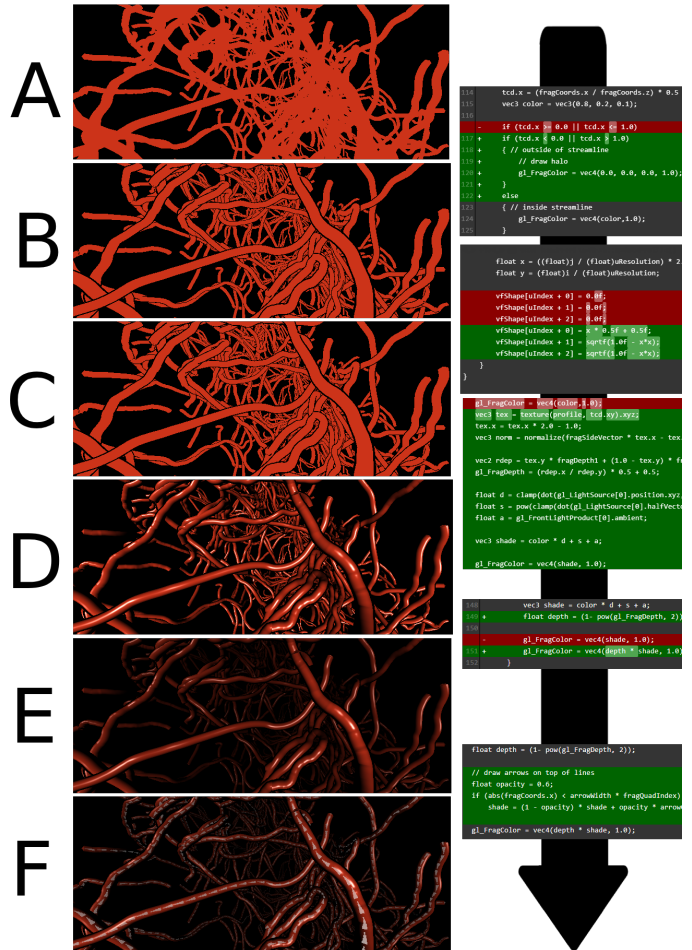 A
B
C
D
E
F
114 tcd.x = (fragCoords.x / fragCoords.z) * 0.5
115 vec3 color = vec3(0.8, 0.2, 0.1);
116
- if (tcd.x >= 0.0 || tcd.x <= 1.0)
117 + if (tcd.x < 0.0 || tcd.x > 1.0)
118 + { // outside of streamline
119 + // draw halo
120 + gl_FragColor = vec4(0.0, 0.0, 0.0, 1.0);
121 + }
122 + else
123 { // inside streamline
124 gl_FragColor = vec4(color,1.0);
125 }
float x = ((float)j / (float)uResolution) * 2.
float y = (float)i / (float)uResolution;
vfShape[uIndex + 0] = 0.0f;
vfShape[uIndex + 1] = 0.0f;
vfShape[uIndex + 2] = 0.0f;
vfShape[uIndex + 0] = x * 0.5f + 0.5f;
vfShape[uIndex + 1] = sqrtf(1.0f - x*x);
vfShape[uIndex + 2] = sqrtf(1.0f - x*x);
}
}
gl_FragColor = vec4(color,1.0);
vec3 tex = texture(profile, tcd.xy).xyz;
tex.x = tex.x * 2.0 - 1.0;
vec3 norm = normalize(fragSideVector * tex.x - tex.
vec2 rdep = tex.y * fragDepth1 + (1.0 - tex.y) * fr
gl_FragDepth = (rdep.x / rdep.y) * 0.5 + 0.5;
float d = clamp(dot(gl_LightSource[0].position.xyz,
float s = pow(clamp(dot(gl_LightSource[0].halfVecto
float a = gl_FrontLightProduct[0].ambient;
vec3 shade = color * d + s + a;
gl_FragColor = vec4(shade, 1.0);
148 vec3 shade = color * d + s + a;
149 + float depth = (1- pow(gl_FragDepth, 2));
150
- gl_FragColor = vec4(shade, 1.0);
151 + gl_FragColor = vec4(depth * shade, 1.0)
152 }
float depth = (1- pow(gl_FragDepth, 2));
// draw arrows on top of lines
float opacity = 0.6;
if (abs(fragCoords.x) < arrowWidth * fragQuadIndex)
shade = (1 - opacity) * shade + opacity * arrow
gl_FragColor = vec4(depth * shade, 1.0);